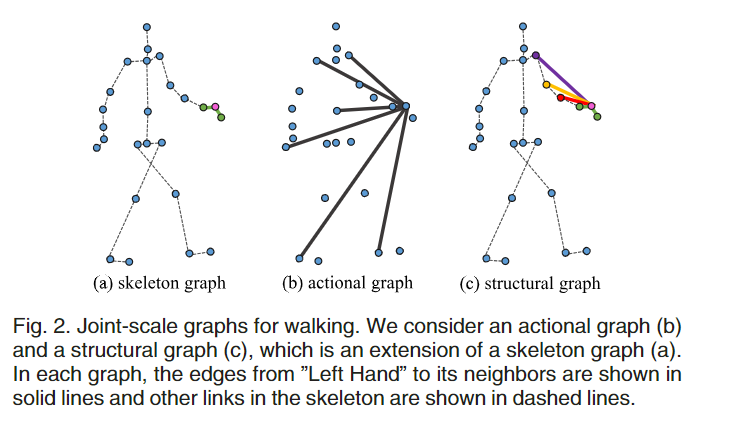 (a) skeleton graph (b) actional graph (c) structural graph
Fig. 2. Joint-scale graphs for walking. We consider an actional graph (b)
and a structural graph (c), which is an extension of a skeleton graph (a).
In each graph, the edges from ”Left Hand” to its neighbors are shown in
solid lines and other links in the skeleton are shown in dashed lines.